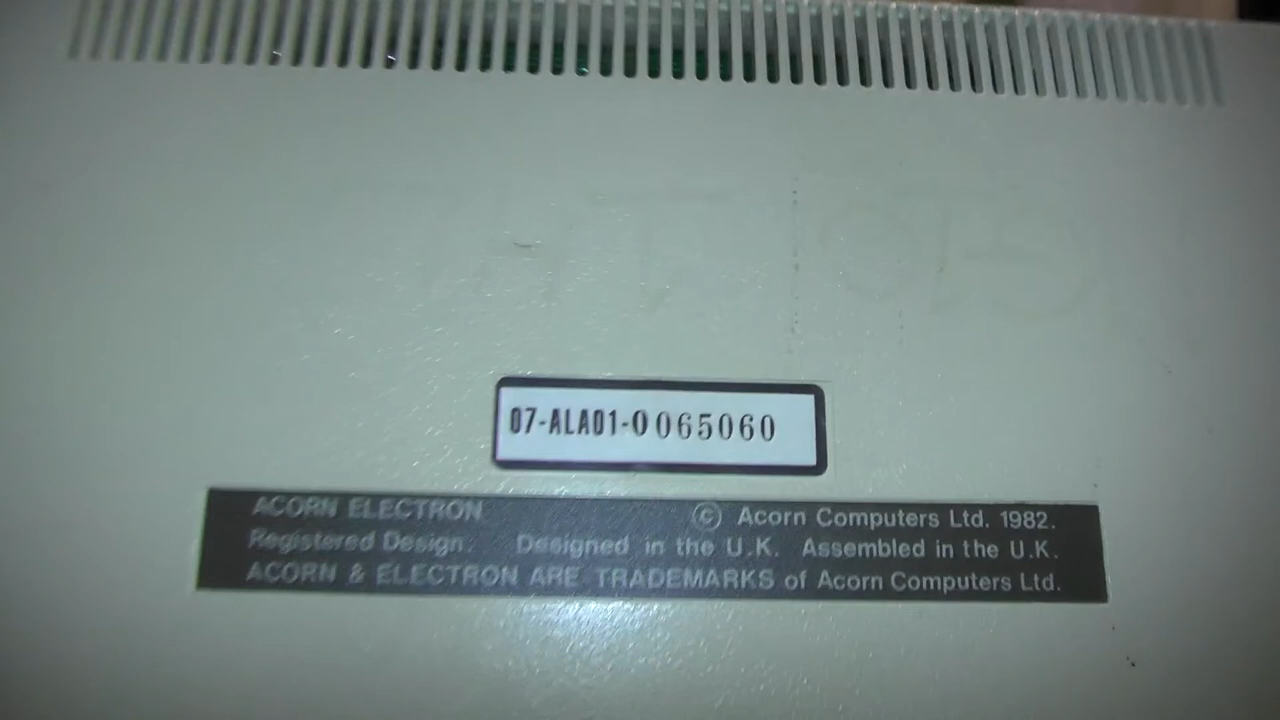 07-ALA01-0065060
ACORN ELECTRON © Acorn Computers Ltd. 1982.
Registered Design. Designed in the U.K. Assembled in the U.K.
ACORN & ELECTRON ARE TRADEMARKS of Acorn Computers Ltd.